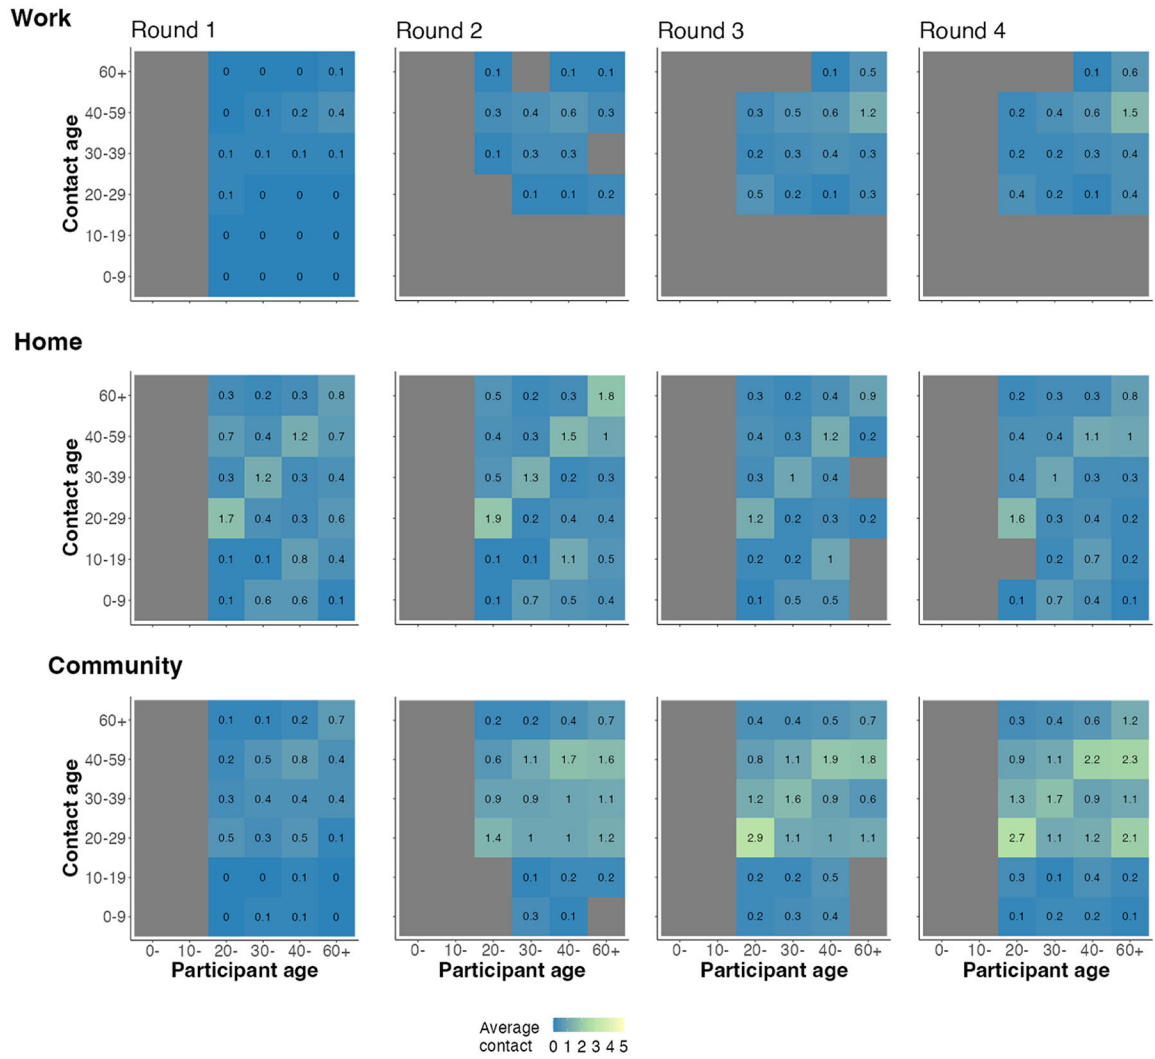 Work
Round 1 Round 2 Round 3 Round 4
60+ 0 0 0 0.1 0.1 0.1 0.1 0.1 0.5 0.1 0.6
40-59 0 0.1 0.2 0.4 0.3 0.4 0.6 0.3 0.3 0.5 0.6 1.2 0.2 0.4 0.6 1.5
30-39 0.1 0.1 0.1 0.1 0.1 0.3 0.3 0.2 0.3 0.4 0.3 0.2 0.2 0.3 0.4
20-29 0.1 0 0 0 0.1 0.1 0.2 0.5 0.2 0.1 0.3 0.4 0.2 0.1 0.4
10-19 0 0 0 0
0-9 0 0 0 0
Contact age
Home
60+ 0.3 0.2 0.3 0.8 0.5 0.2 0.3 1.8 0.3 0.2 0.4 0.9 0.2 0.3 0.3 0.8
40-59 0.7 0.4 1.2 0.7 0.4 0.3 1.5 1 0.4 0.3 1.2 0.2 0.4 0.4 1.1 1
30-39 0.3 1.2 0.3 0.4 0.5 1.3 0.2 0.3 0.3 1 0.4 0.4 1 0.3 0.3
20-29 1.7 0.4 0.3 0.6 1.9 0.2 0.4 0.4 1.2 0.2 0.3 0.2 1.6 0.3 0.4 0.2
10-19 0.1 0.1 0.8 0.4 0.1 0.1 1.1 0.5 0.2 0.2 1 0.2 0.7 0.2
0-9 0.1 0.6 0.6 0.1 0.1 0.7 0.5 0.4 0.1 0.5 0.5 0.1 0.7 0.4 0.1
Contact age
Community
60+ 0.1 0.1 0.2 0.7 0.2 0.2 0.4 0.7 0.4 0.4 0.5 0.7 0.3 0.4 0.6 1.2
40-59 0.2 0.5 0.8 0.4 0.6 1.1 1.7 1.6 0.8 1.1 1.9 1.8 0.9 1.1 2.2 2.3
30-39 0.3 0.4 0.4 0.4 0.9 0.9 1 1.1 1.2 1.6 0.9 0.6 1.3 1.7 0.9 1.1
20-29 0.5 0.3 0.5 0.1 1.4 1 1 1.2 2.9 1.1 1 1.1 2.7 1.1 1.2 2.1
10-19 0 0 0.1 0 0.1 0.2 0.2 0.2 0.2 0.5 0.3 0.1 0.4 0.2
0-9 0 0.1 0.1 0 0.3 0.1 0.2 0.3 0.4 0.1 0.2 0.2 0.1
Contact age
0- 10- 20- 30- 40- 60+ 0- 10- 20- 30- 40- 60+ 0- 10- 20- 30- 40- 60+ 0- 10- 20- 30- 40- 60+
Participant age Participant age Participant age Participant age
Average
contact 0 1 2 3 4 5